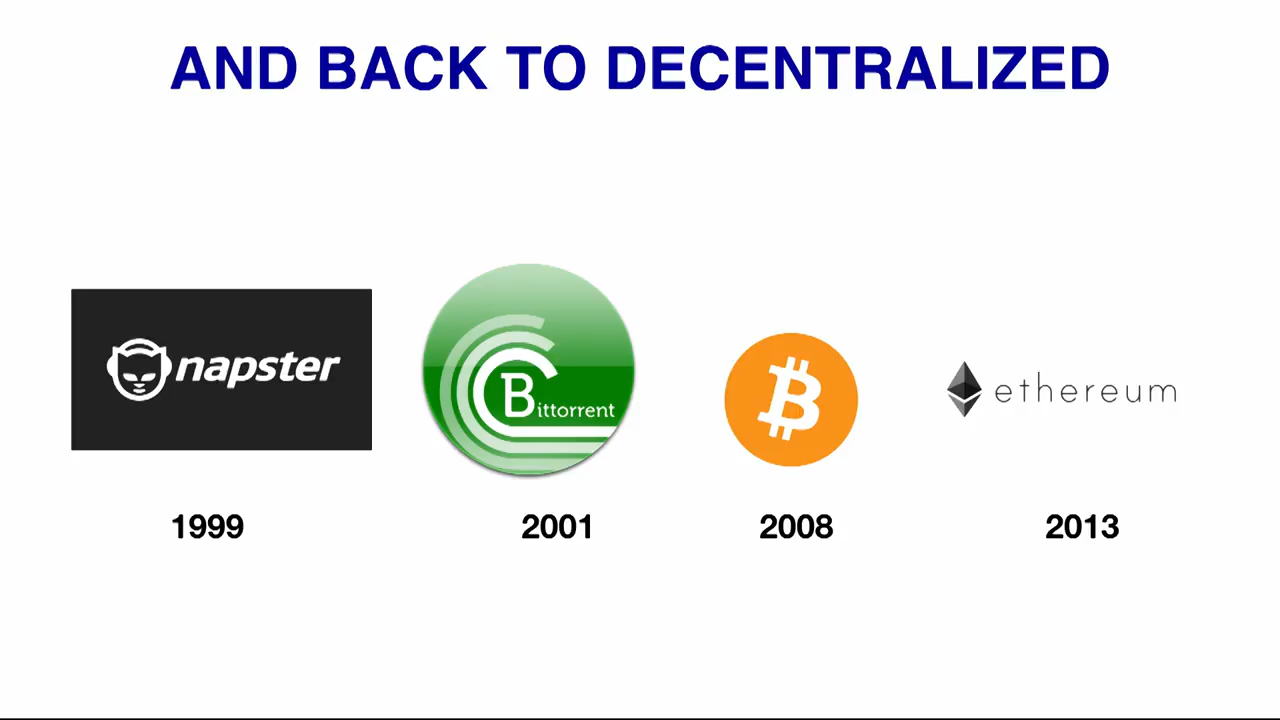 AND BACK TO DECENTRALIZED
napster
Bittorrent
ethereum
1999
2001
2008
2013